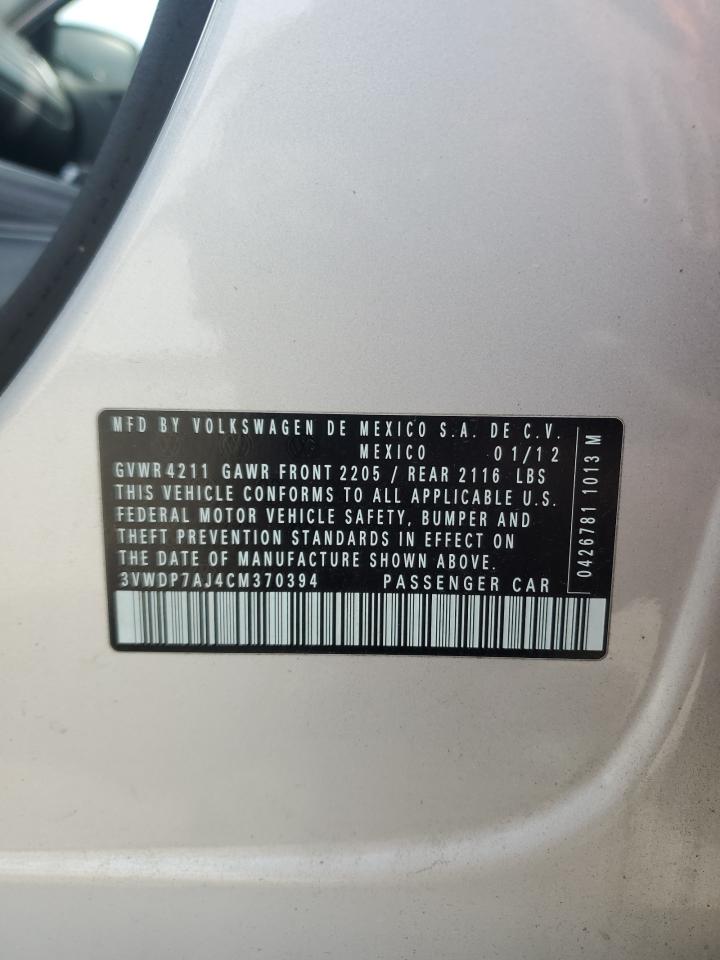 MFD BY VOLKSWAGEN DE MEXICO S.A. DE C.V.
MEXICO 01/12
GVWR 4211 GAWR FRONT 2205 / REAR 2116 LBS
THIS VEHICLE CONFORMS TO ALL APPLICABLE U.S.
FEDERAL MOTOR VEHICLE SAFETY, BUMPER AND
THEFT PREVENTION STANDARDS IN EFFECT ON
THE DATE OF MANUFACTURE SHOWN ABOVE.
3VWDP7AJ4CM370394 PASSENGER CAR
0426781 1013 M